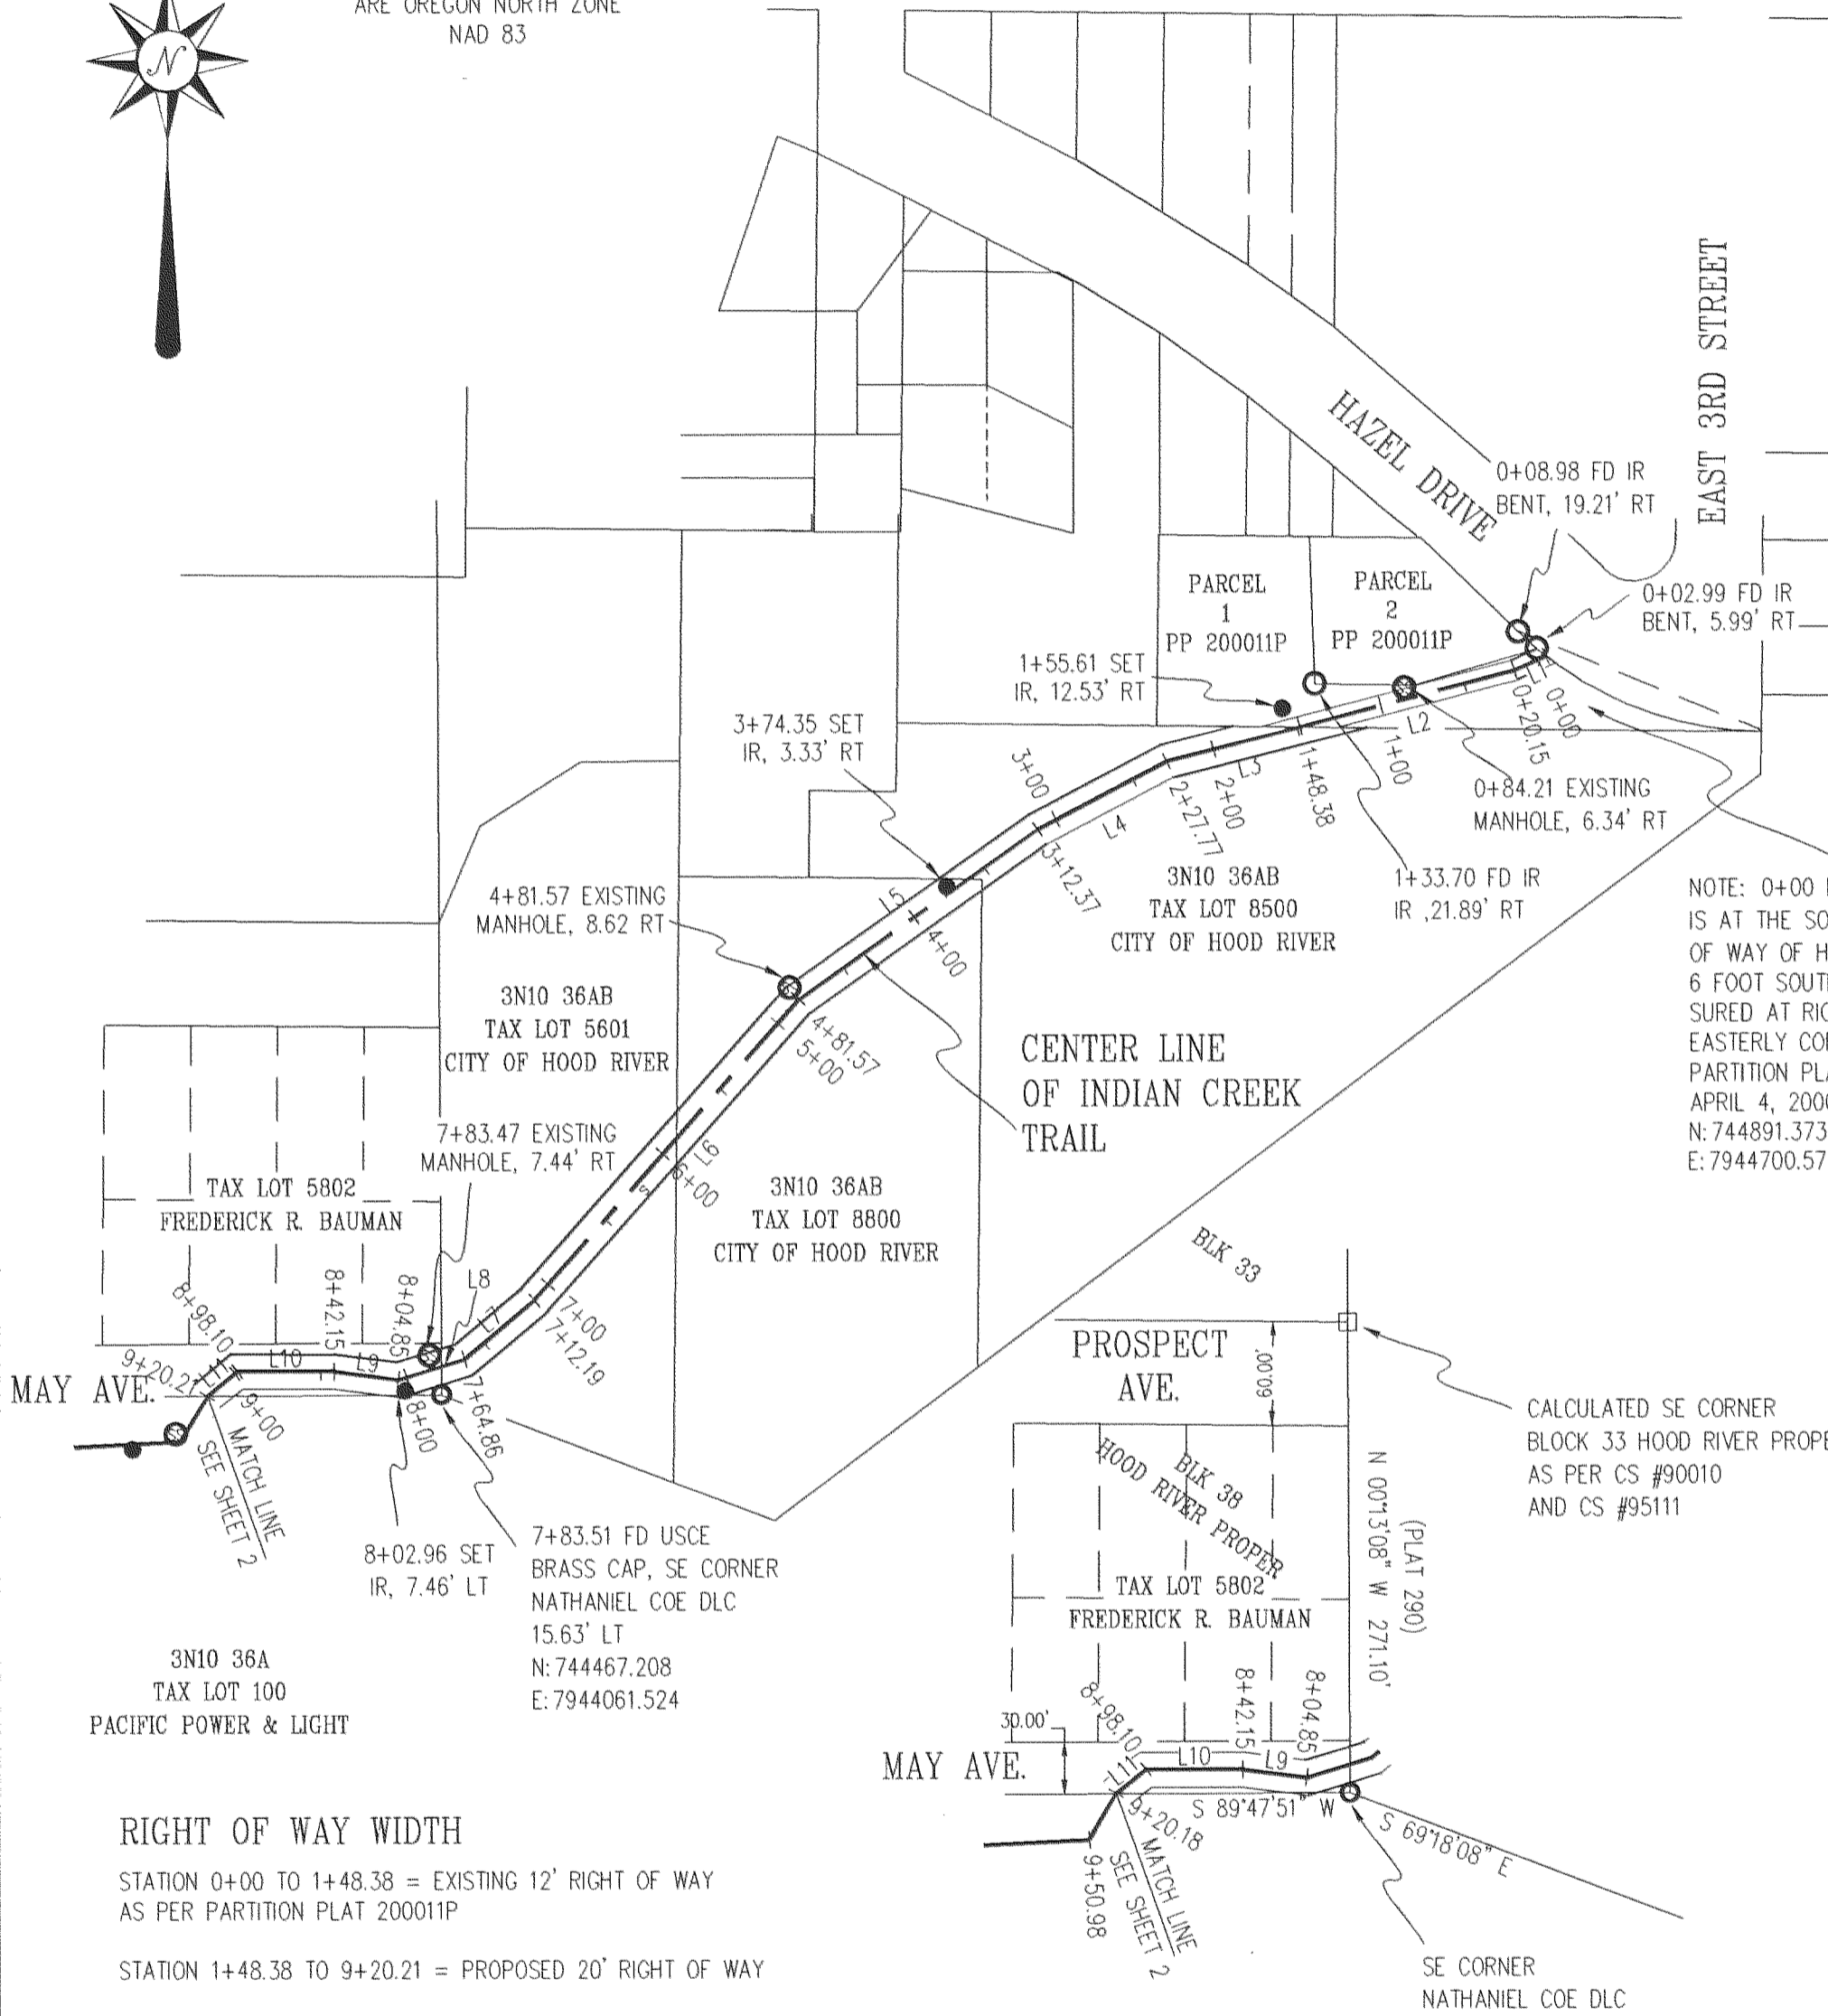 ARE OREGON NORTH ZONE
NAD 83
N
EAST 3RD STREET
HAZEL DRIVE
0+08.98 FD IR
BENT, 19.21' RT
0+02.99 FD IR
BENT, 5.99' RT
PARCEL
1
PP 200011P
PARCEL
2
PP 200011P
1+55.61 SET
IR, 12.53' RT
3+74.35 SET
IR, 3.33' RT
L1
0+00
0+20.15
L2
1+00
1+48.38
L3
2+00
2+27.77
L4
3+00
3+12.37
0+84.21 EXISTING
MANHOLE, 6.34' RT
1+33.70 FD IR
IR ,21.89' RT
3N10 36AB
TAX LOT 8500
CITY OF HOOD RIVER
NOTE: 0+00
IS AT THE SO
OF WAY OF H
6 FOOT SOUT
SURED AT RIG
EASTERLY CO
PARTITION PLA
APRIL 4, 200
N: 744891.373
E: 7944700.57
4+81.57 EXISTING
MANHOLE, 8.62 RT
L5
4+00
4+81.57
5+00
3N10 36AB
TAX LOT 5601
CITY OF HOOD RIVER
CENTER LINE
OF INDIAN CREEK
TRAIL
7+83.47 EXISTING
MANHOLE, 7.44' RT
L6
6+00
S
3N10 36AB
TAX LOT 8800
CITY OF HOOD RIVER
TAX LOT 5802
FREDERICK R. BAUMAN
L8
L7
7+00
7+12.19
7+64.86
8+00
8+04.85
8+42.15
8+98.10
L9
L10
L11
9+00
9+20.21
MAY AVE.
MATCH LINE
SEE SHEET 2
8+02.96 SET
IR, 7.46' LT
7+83.51 FD USCE
BRASS CAP, SE CORNER
NATHANIEL COE DLC
15.63' LT
N: 744467.208
E: 7944061.524
3N10 36A
TAX LOT 100
PACIFIC POWER & LIGHT
BLK 33
PROSPECT
AVE.
60.00'
CALCULATED SE CORNER
BLOCK 33 HOOD RIVER PROPE
AS PER CS #90010
AND CS #95111
BLK 38
HOOD RIVER PROPER
N 00°13'08" W 271.10'
(PLAT 290)
TAX LOT 5802
FREDERICK R. BAUMAN
8+98.10
8+42.15
8+04.85
30.00'
MAY AVE.
L10
L9
L11
S 89°47'51" W
S 69°18'08" E
9+20.18
9+50.98
MATCH LINE
SEE SHEET 2
SE CORNER
NATHANIEL COE DLC
RIGHT OF WAY WIDTH
STATION 0+00 TO 1+48.38 = EXISTING 12' RIGHT OF WAY
AS PER PARTITION PLAT 200011P
STATION 1+48.38 TO 9+20.21 = PROPOSED 20' RIGHT OF WAY